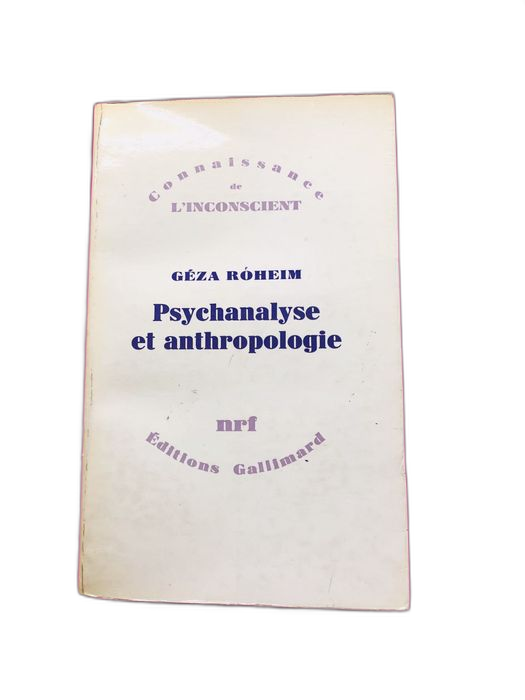 Connaissance
de
L'INCONSCIENT
GÉZA RÓHEIM
Psychanalyse
et anthropologie
nrf
Éditions Gallimard